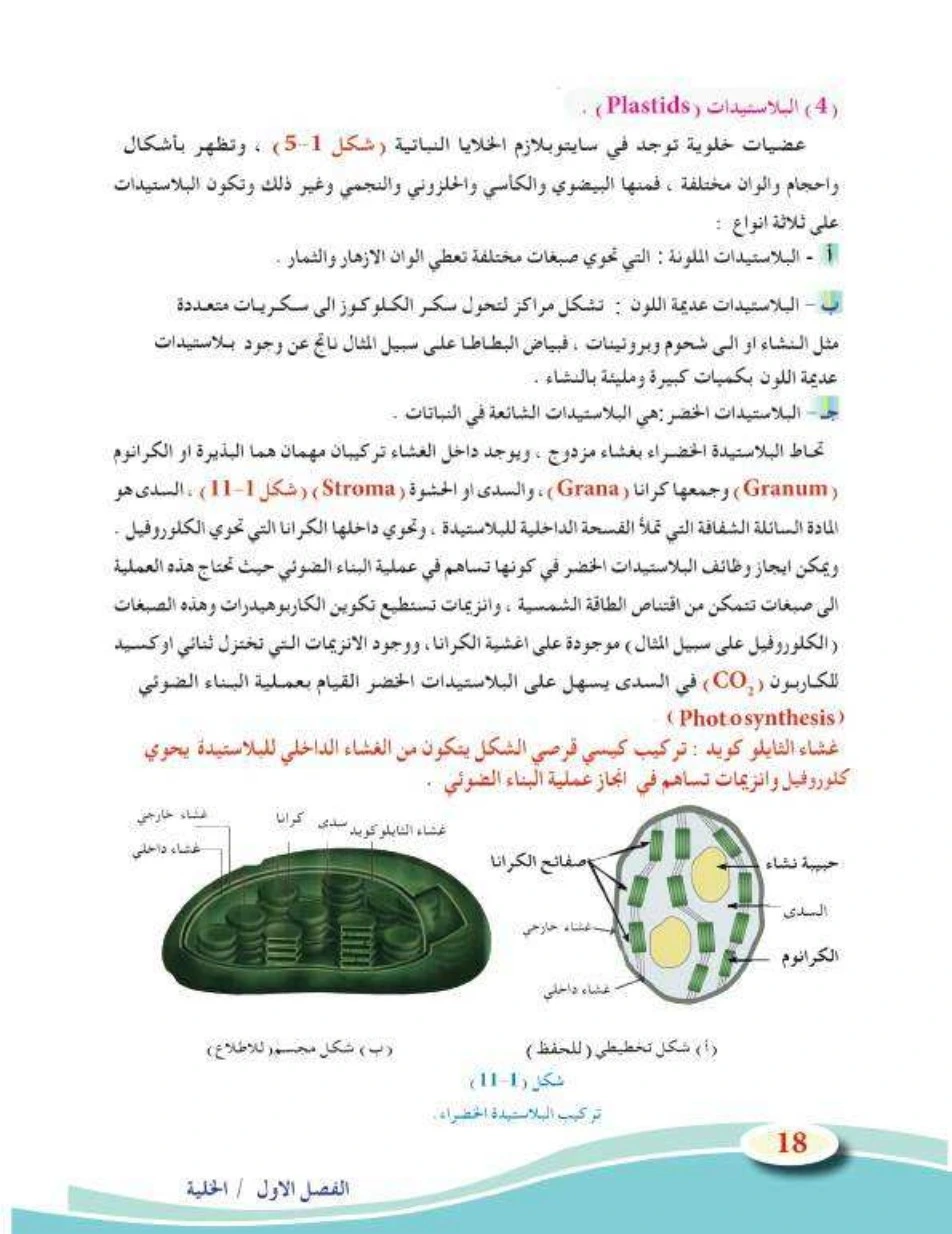 (4) البلاستيدات (Plastids) .
عضيات خلوية توجد في سايتوبلازم الخلايا النباتية (شكل 1-5) ، وتظهر بأشكال
واحجام والوان مختلفة ، فمنها البيضوي والكأسي والحلزوني والنجمي وغير ذلك وتكون البلاستيدات
على ثلاثة انواع :
أ - البلاستيدات الملونة : التي تحوي صبغات مختلفة تعطي الوان الازهار والثمار .
ب - البلاستيدات عديمة اللون : تشكل مراكز لتحول سكر الكلوكوز الى سكريات متعددة
مثل النشاء او الى شحوم وبروتينات ، فبياض البطاطا على سبيل المثال ناتج عن وجود بلاستيدات
عديمة اللون بكميات كبيرة ومليئة بالنشاء .
جـ - البلاستيدات الخضر :هي البلاستيدات الشائعة في النباتات .
تحاط البلاستيدة الخضراء بغشاء مزدوج ، ويوجد داخل الغشاء تركيبان مهمان هما البذيرة او الكرانوم
(Granum) وجمعها كرانا (Grana) ، والسدى او الحشوة (Stroma) (شكل 1-11) ، السدى هو
المادة السائلة الشفافة التي تملأ الفسحة الداخلية للبلاستيدة ، وتحوي داخلها الكرانا التي تحوي الكلوروفيل .
ويمكن ايجاز وظائف البلاستيدات الخضر في كونها تساهم في عملية البناء الضوئي حيث تحتاج هذه العملية
الى صبغات تتمكن من اقتناص الطاقة الشمسية ، وانزيمات تستطيع تكوين الكاربوهيدرات وهذه الصبغات
(الكلوروفيل على سبيل المثال) موجودة على اغشية الكرانا، ووجود الانزيمات التي تختزل ثنائي اوكسيد
للكاربون (CO₂) في السدى يسهل على البلاستيدات الخضر القيام بعملية البناء الضوئي
(Photosynthesis)
غشاء الثايلو كويد : تركيب كيسي قرصي الشكل يتكون من الغشاء الداخلي للبلاستيدة يحوي
كلوروفيل وانزيمات تساهم في انجاز عملية البناء الضوئي .
حبيبة نشاء
السدى
الكرانوم
صفائح الكرانا
غشاء خارجي
غشاء داخلي
غشاء الثايلوكويد
سدى
كرانا
غشاء خارجي
غشاء داخلي
(أ) شكل تخطيطي (للحفظ)
(ب) شكل مجسم(للاطلاع)
شكل (1-11)
تركيب البلاستيدة الخضراء.
18
الفصل الاول / الخلية